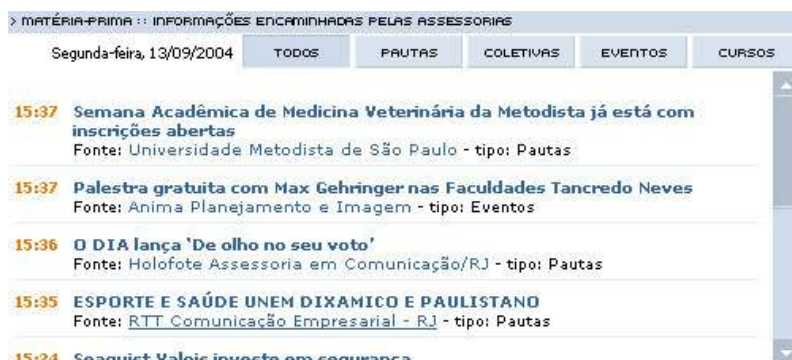 > MATÉRIA-PRIMA :: INFORMAÇÕES ENCAMINHADAS PELAS ASSESSORIAS
Segunda-feira, 13/09/2004 TODOS PAUTAS COLETIVAS EVENTOS CURSOS
15:37 Semana Acadêmica de Medicina Veterinária da Metodista já está com
inscrições abertas
Fonte: Universidade Metodista de São Paulo - tipo: Pautas
15:37 Palestra gratuita com Max Gehringer nas Faculdades Tancredo Neves
Fonte: Anima Planejamento e Imagem - tipo: Eventos
15:36 O DIA lança 'De olho no seu voto'
Fonte: Holofote Assessoria em Comunicação/RJ - tipo: Pautas
15:35 ESPORTE E SAÚDE UNEM DIXAMICO E PAULISTANO
Fonte: RTT Comunicação Empresarial - RJ - tipo: Pautas
15:24 Seaquist Valois investe em segurança